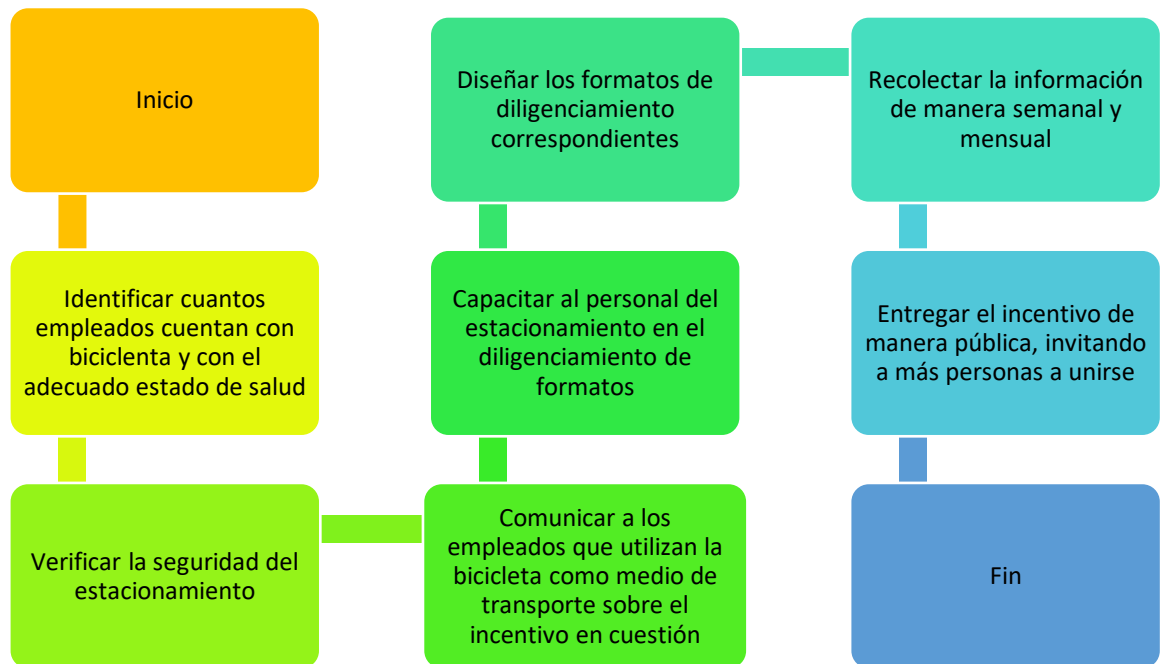 Inicio
Identificar cuantos
empleados cuentan con
biciclenta y con el
adecuado estado de salud
Verificar la seguridad del
estacionamiento
Comunicar a los
empleados que utilizan la
bicicleta como medio de
transporte sobre el
incentivo en cuestión
Capacitar al personal del
estacionamiento en el
diligenciamiento de
formatos
Diseñar los formatos de
diligenciamiento
correspondientes
Recolectar la información
de manera semanal y
mensual
Entregar el incentivo de
manera pública, invitando
a más personas a unirse
Fin